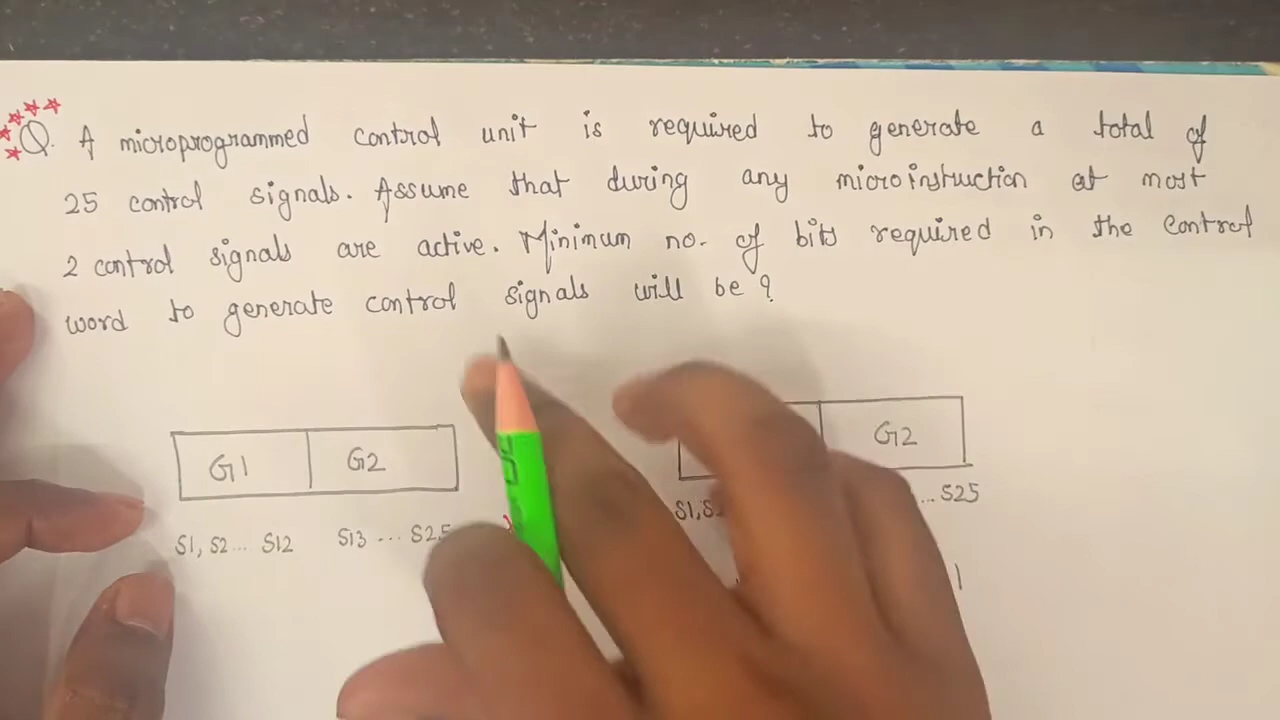 Q. A microprogrammed control unit is required to generate a total of
25 control signals. Assume that during any microinstruction at most
2 control signals are active. Minimum no. of bits required in the control
word to generate control signals will be ?
G1 G2 G2
S1, S2... S12 S13 ... S25 S1, S2 ... S25